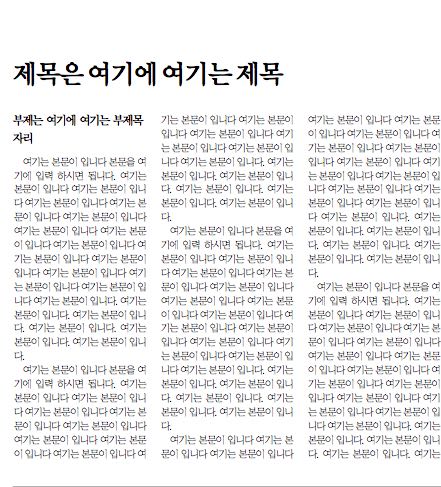 제목은 여기에 여기는 제목
부제는 여기에 여기는 부제목
자리
여기는 본문이 입니다 본문을 여
기에 입력 하시면 됩니다. 여기는
본문이 입니다 여기는 본문이 입니
다 여기는 본문이 입니다 여기는
본문이 입니다 여기는 본문이 입니다
여기는 본문이 입니다 여기는 본문
이 입니다 여기는 본문이 입니다 여
기는 본문이 입니다 여기는 본문이
입니다 여기는 본문이 입니다 여기
는 본문이 입니다 여기는 본문이 입
니다 여기는 본문이 입니다. 여기는
본문이 입니다. 여기는 본문이 입니
다. 여기는 본문이 입니다. 여기는
본문이 입니다. 여기는 본문이 입니
다.
여기는 본문이 입니다 본문을 여
기에 입력 하시면 됩니다. 여기는
본문이 입니다 여기는 본문이 입니
다 여기는 본문이 입니다 여기는 본
문이 입니다 여기는 본문이 입니다
여기는 본문이 입니다 여기는 본문
이 입니다 여기는 본문이 입니다 여
기는 본문이 입니다 여기는 본문이
입니다 여기는 본문이 입니다 여기
는 본문이 입니다 여기는 본문이 입
니다 여기는 본문이 입니다. 여기는
본문이 입니다. 여기는 본문이 입니
다. 여기는 본문이 입니다. 여기는
본문이 입니다. 여기는 본문이 입니
다.
여기는 본문이 입니다 본문을 여
기에 입력 하시면 됩니다. 여기는
본문이 입니다 여기는 본문이 입니
다 여기는 본문이 입니다 여기는 본
문이 입니다 여기는 본문이 입니다
여기는 본문이 입니다 여기는 본문
이 입니다 여기는 본문이 입니다 여
기는 본문이 입니다 여기는 본문이
입니다 여기는 본문이 입니다 여기
는 본문이 입니다 여기는 본문이 입
니다 여기는 본문이 입니다. 여기는
본문이 입니다. 여기는 본문이 입니
다. 여기는 본문이 입니다. 여기는
본문이 입니다. 여기는 본문이 입니
다.
여기는 본문이 입니다 여기는 본
문이 입니다 여기는 본문이 입니다
여기는 본문이 입니다 여기는 본문
이 입니다 여기는 본문이 입니다 여
기는 본문이 입니다 여기는 본문이
입니다 여기는 본문이 입니다 여기
는 본문이 입니다 여기는 본문이 입
니다 여기는 본문이 입니다. 여기는
본문이 입니다. 여기는 본문이 입니
다 여기는 본문이 입니다. 여기는
본문이 입니다. 여기는 본문이 입니
다. 여기는 본문이 입니다. 여기는
본문이 입니다. 여기는 본문이 입니
다.
여기는 본문이 입니다 본문을 여
기에 입력 하시면 됩니다. 여기는
본문이 입니다 여기는 본문이 입니
다 여기는 본문이 입니다 여기는 본
문이 입니다 여기는 본문이 입니다
여기는 본문이 입니다 여기는 본문
이 입니다 여기는 본문이 입니다 여
기는 본문이 입니다 여기는 본문이
입니다 여기는 본문이 입니다 여기
는 본문이 입니다 여기는 본문이 입
니다 여기는 본문이 입니다. 여기는
본문이 입니다. 여기는 본문이 입니
다. 여기는 본문이 입니다. 여기는